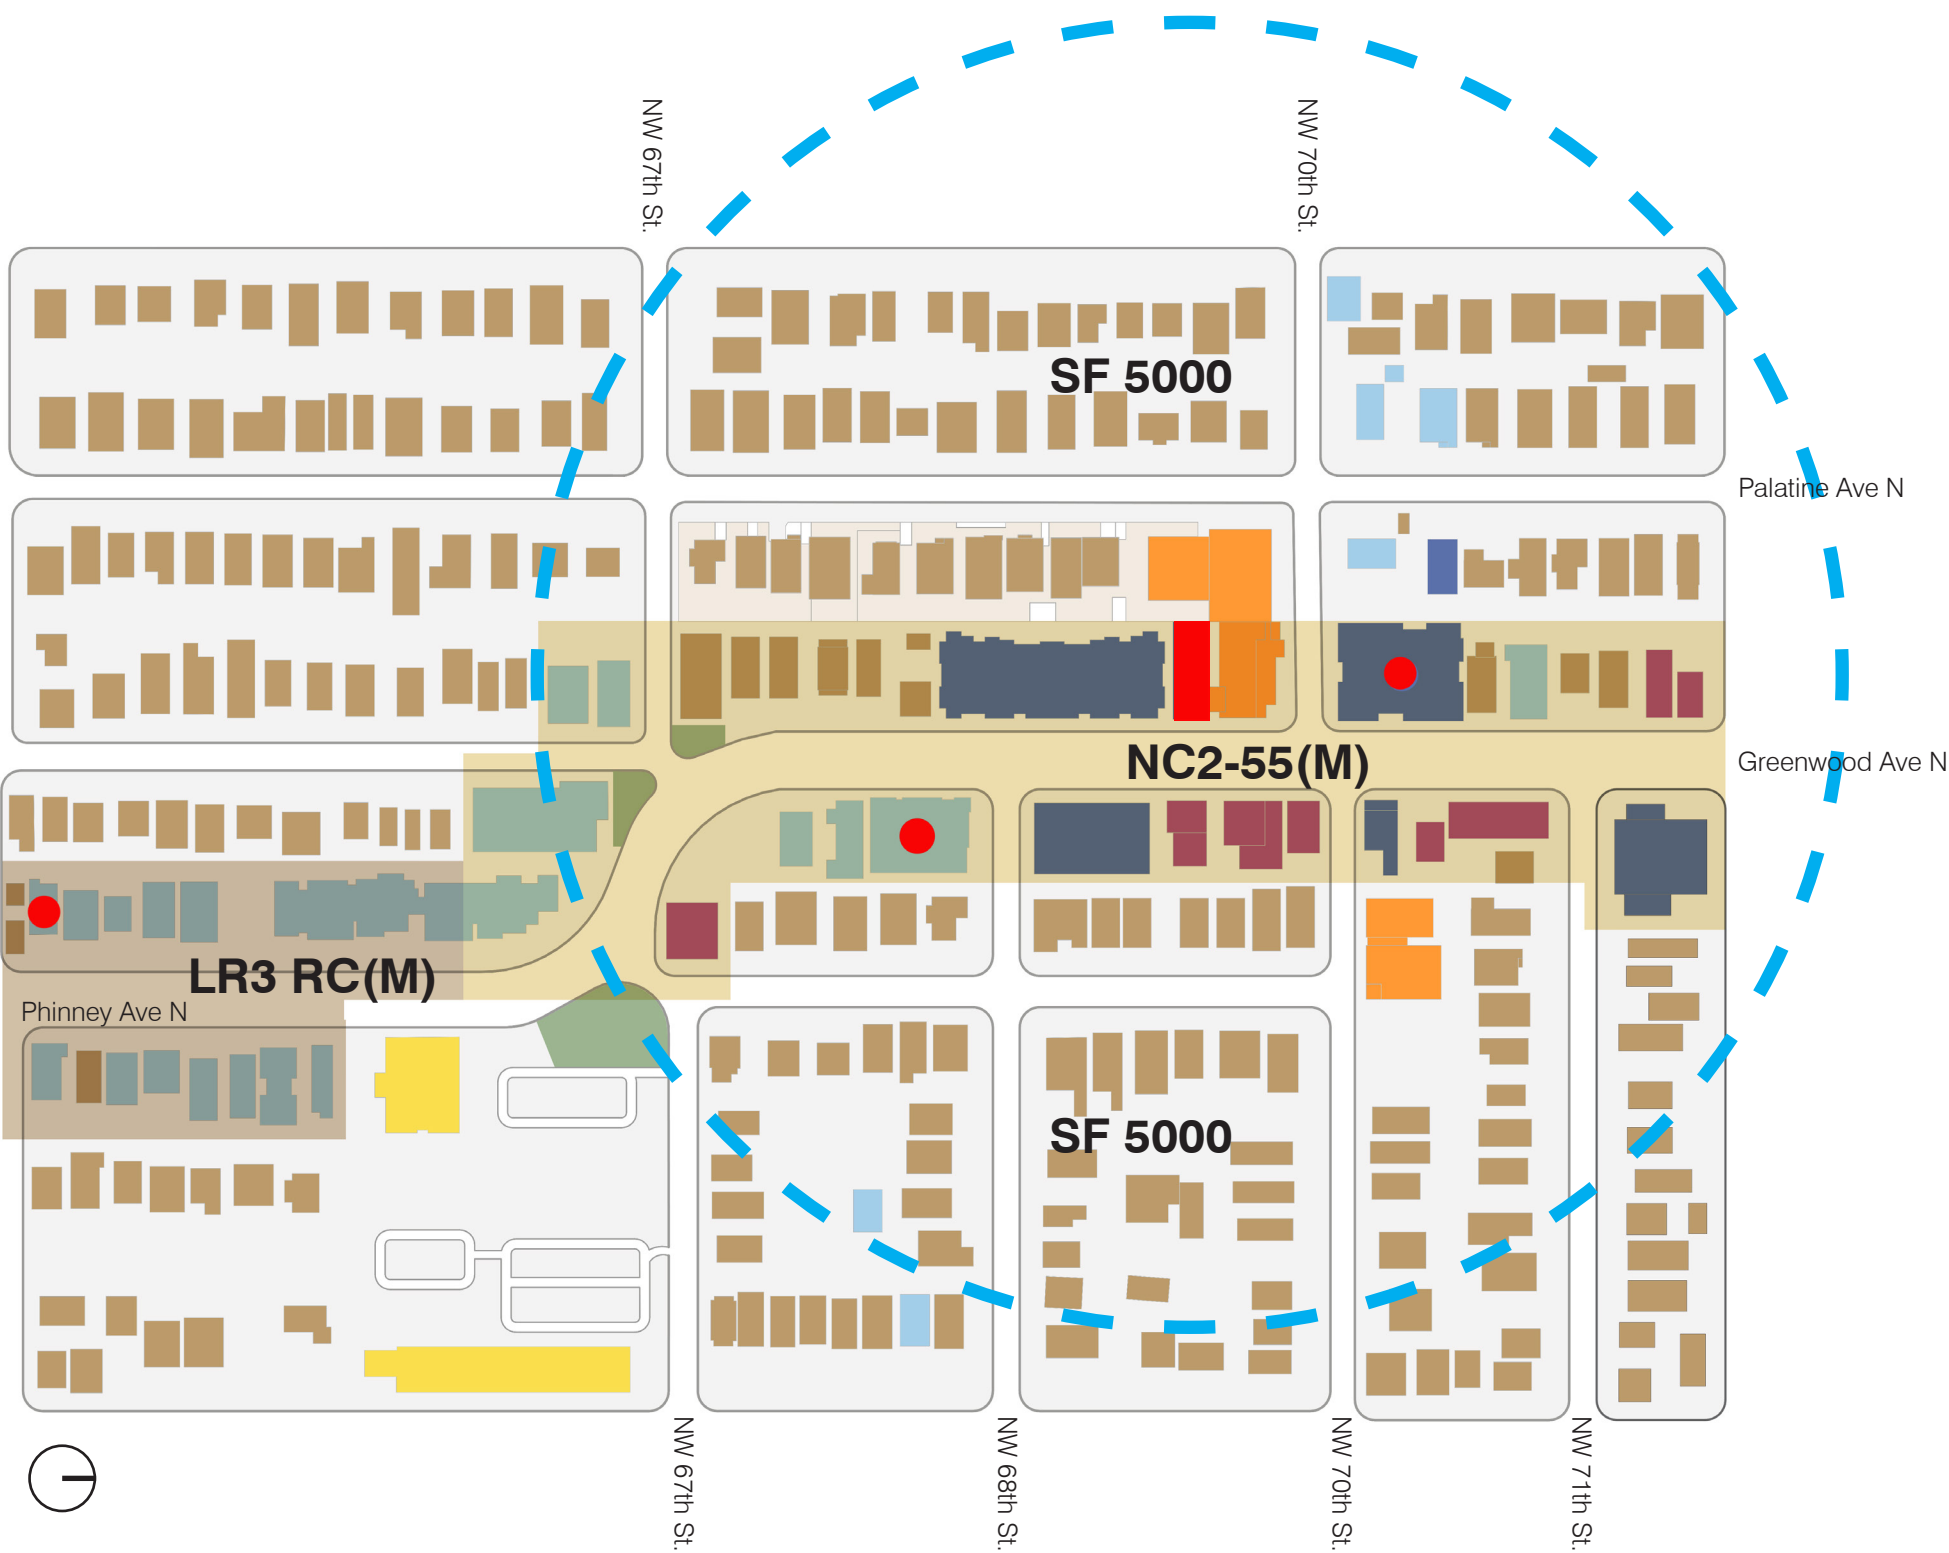 NW 67th St.
NW 70th St.
SF 5000
Palatine Ave N
NC2-55(M)
Greenwood Ave N
LR3 RC(M)
Phinney Ave N
SF 5000
NW 67th St.
NW 68th St.
NW 70th St.
NW 71th St.